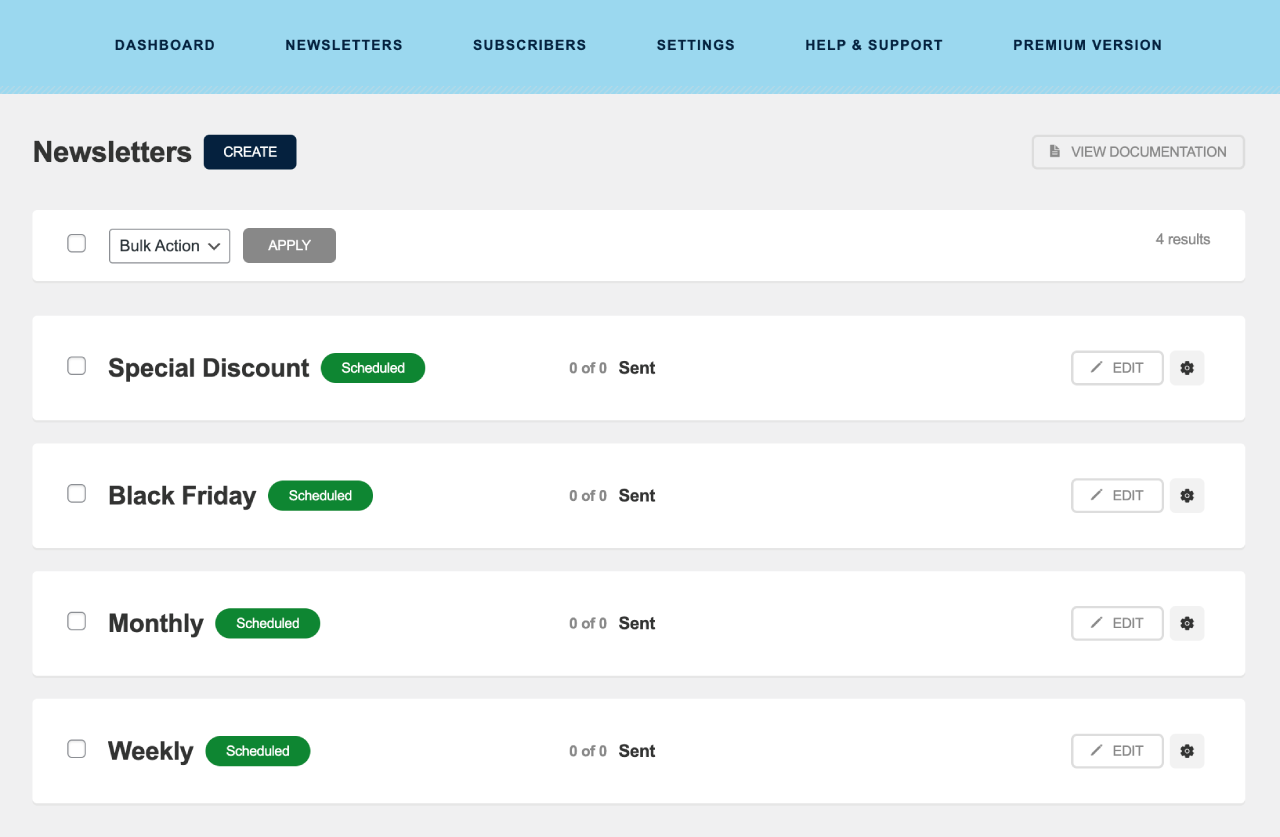 DASHBOARD NEWSLETTERS SUBSCRIBERS SETTINGS HELP & SUPPORT PREMIUM VERSION
Newsletters CREATE VIEW DOCUMENTATION
Bulk Action APPLY 4 results
Special Discount Scheduled 0 of 0 Sent EDIT
Black Friday Scheduled 0 of 0 Sent EDIT
Monthly Scheduled 0 of 0 Sent EDIT
Weekly Scheduled 0 of 0 Sent EDIT